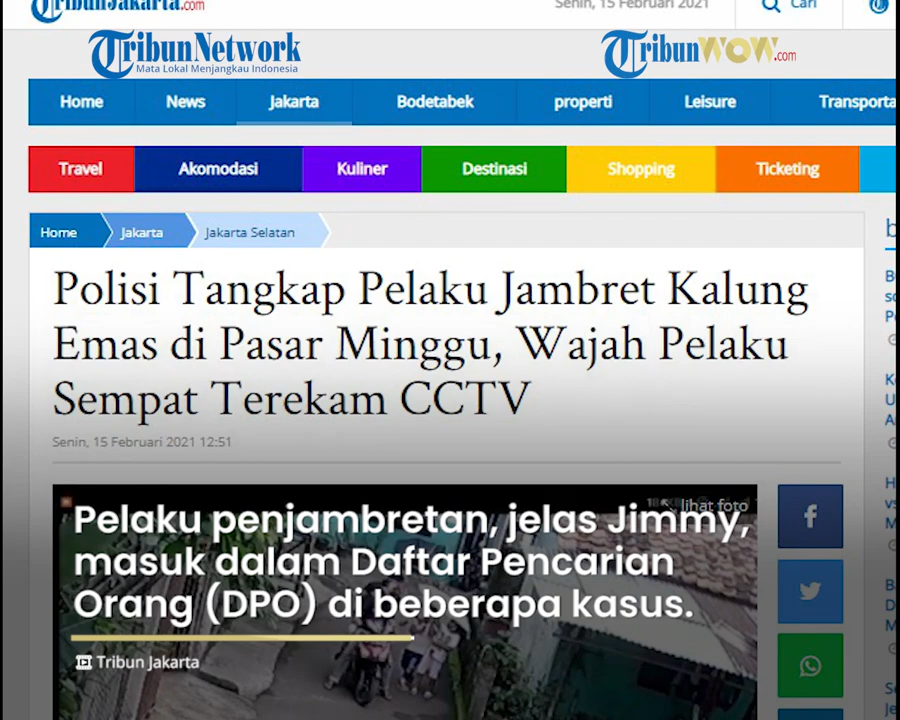 TribunJakarta.com
Senin, 15 Februari 2021
Cari
TribunNetwork
Mata Lokal Menjangkau Indonesia
TribunWOW.com
Home News Jakarta Bodetabek properti Leisure Transporta
Travel Akomodasi Kuliner Destinasi Shopping Ticketing
Home Jakarta Jakarta Selatan
Polisi Tangkap Pelaku Jambret Kalung
Emas di Pasar Minggu, Wajah Pelaku
Sempat Terekam CCTV
Senin, 15 Februari 2021 12:51
lihat foto
Pelaku penjambretan, jelas Jimmy,
masuk dalam Daftar Pencarian
Orang (DPO) di beberapa kasus.
Tribun Jakarta